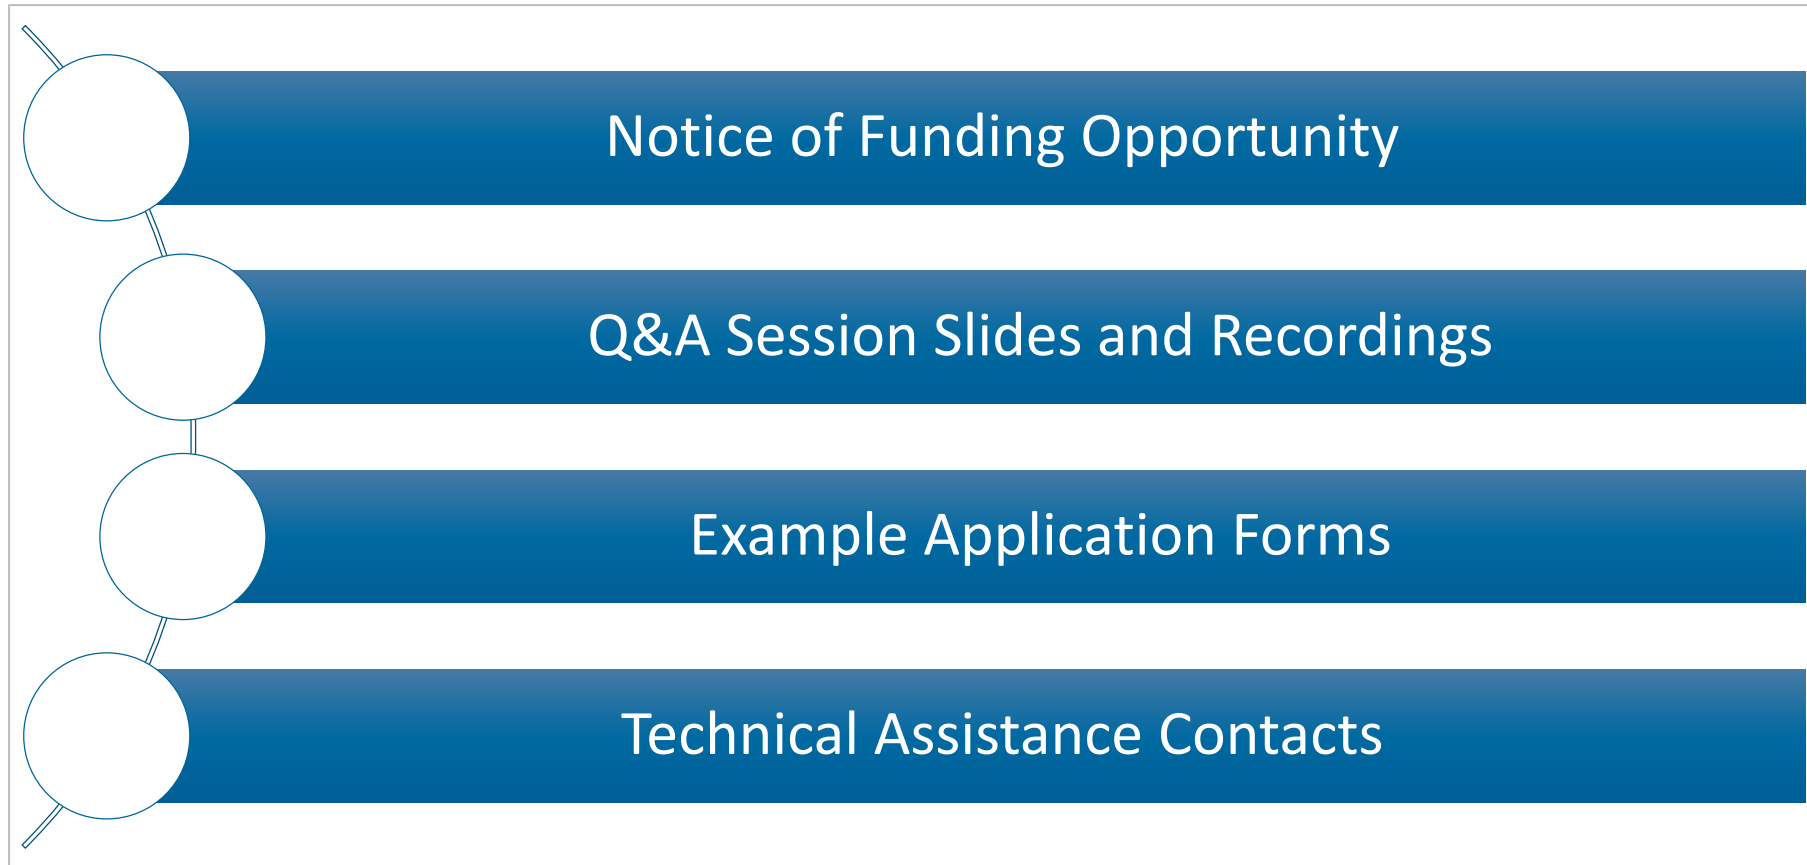 Notice of Funding Opportunity
Q&A Session Slides and Recordings
Example Application Forms
Technical Assistance Contacts